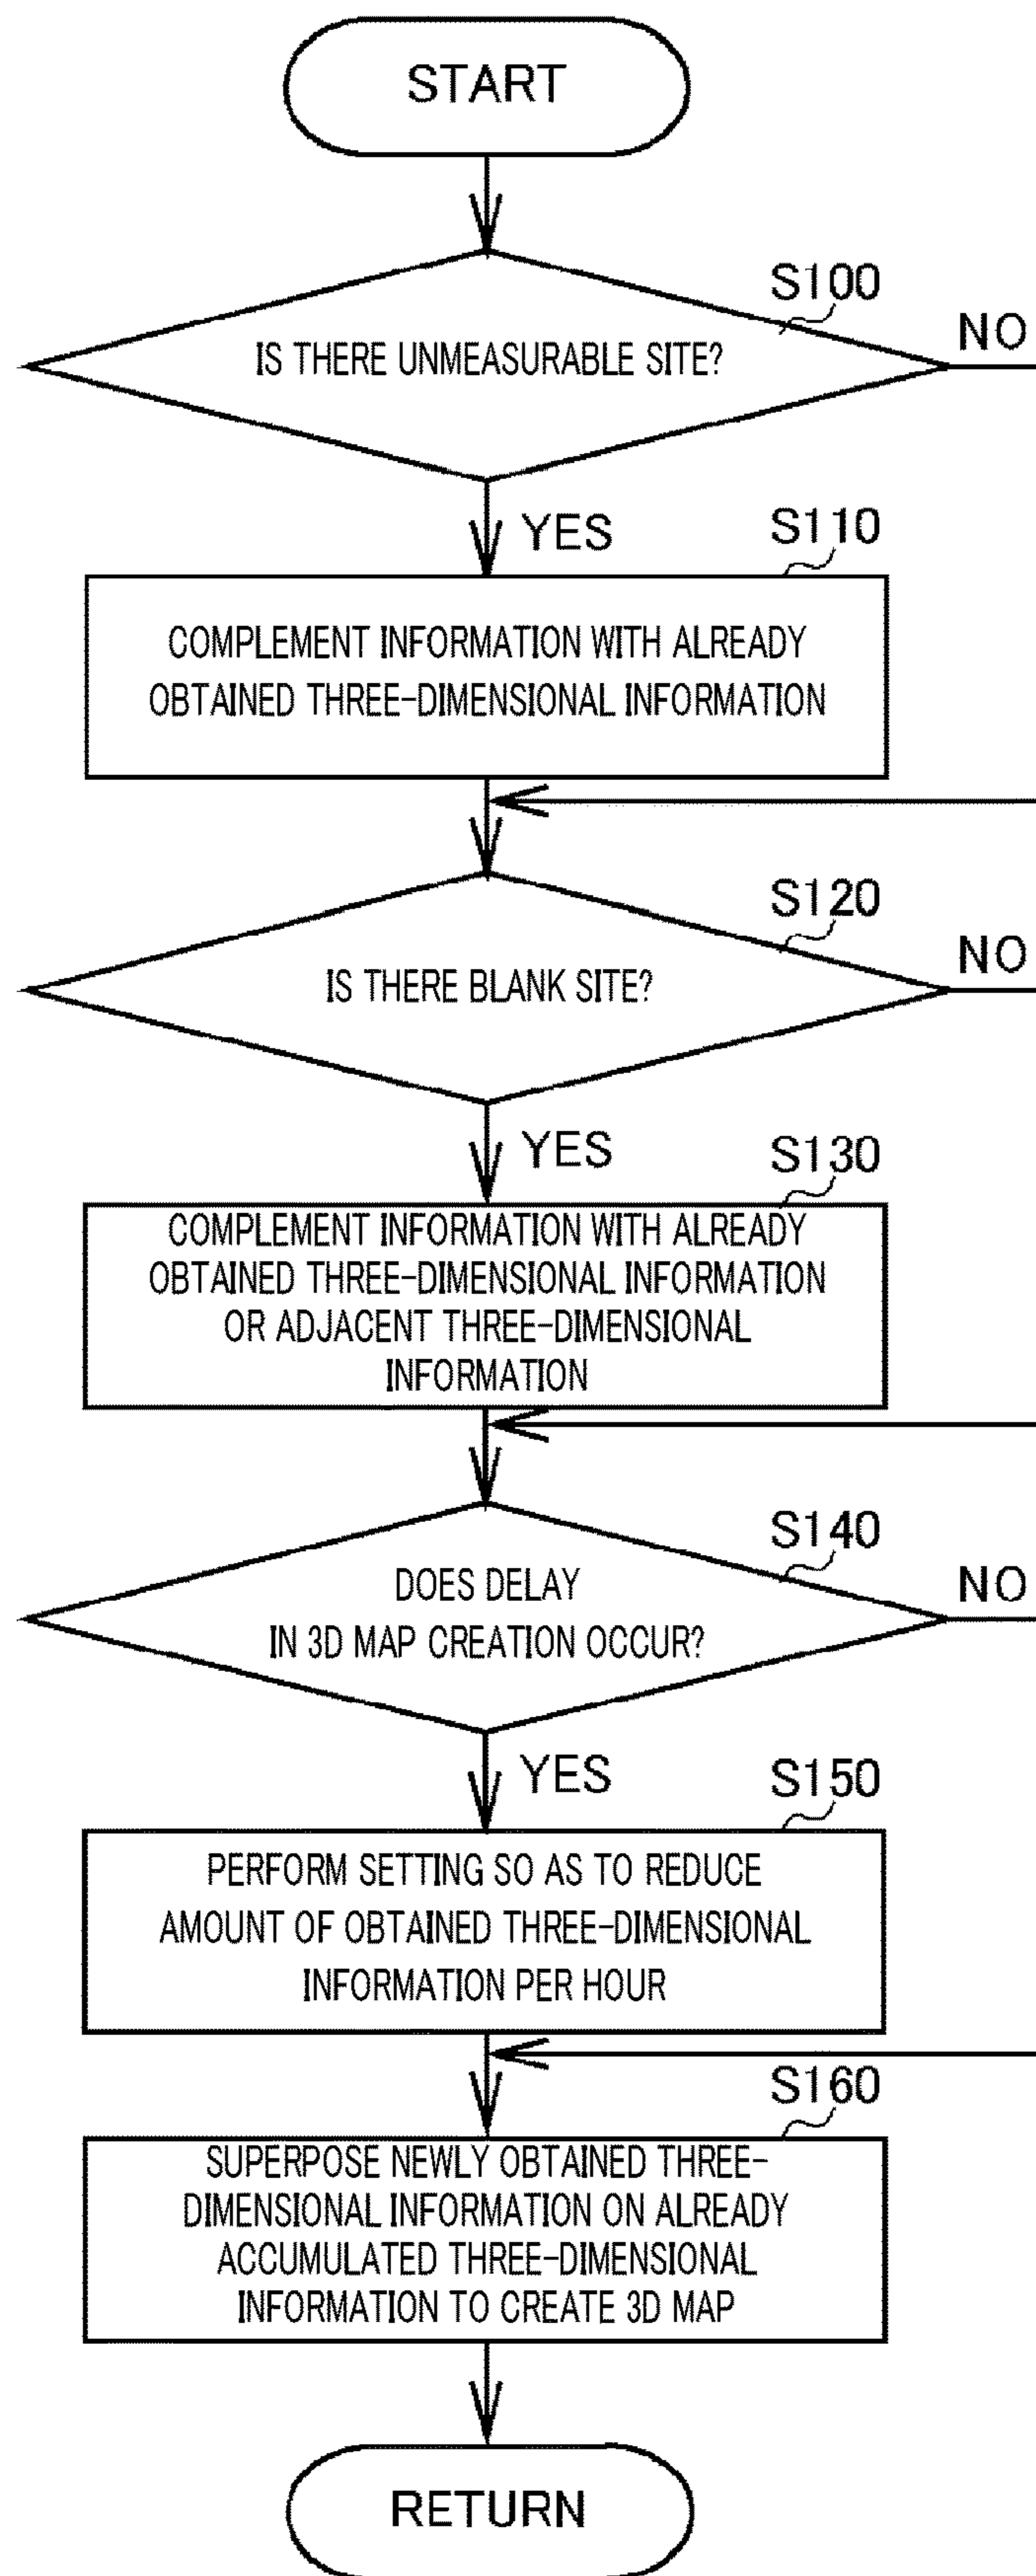 START
S100
IS THERE UNMEASURABLE SITE?
NO
YES
S110
COMPLEMENT INFORMATION WITH ALREADY
OBTAINED THREE-DIMENSIONAL INFORMATION
S120
IS THERE BLANK SITE?
NO
YES
S130
COMPLEMENT INFORMATION WITH ALREADY
OBTAINED THREE-DIMENSIONAL INFORMATION
OR ADJACENT THREE-DIMENSIONAL
INFORMATION
S140
DOES DELAY
IN 3D MAP CREATION OCCUR?
NO
YES
S150
PERFORM SETTING SO AS TO REDUCE
AMOUNT OF OBTAINED THREE-DIMENSIONAL
INFORMATION PER HOUR
S160
SUPERPOSE NEWLY OBTAINED THREE-
DIMENSIONAL INFORMATION ON ALREADY
ACCUMULATED THREE-DIMENSIONAL
INFORMATION TO CREATE 3D MAP
RETURN